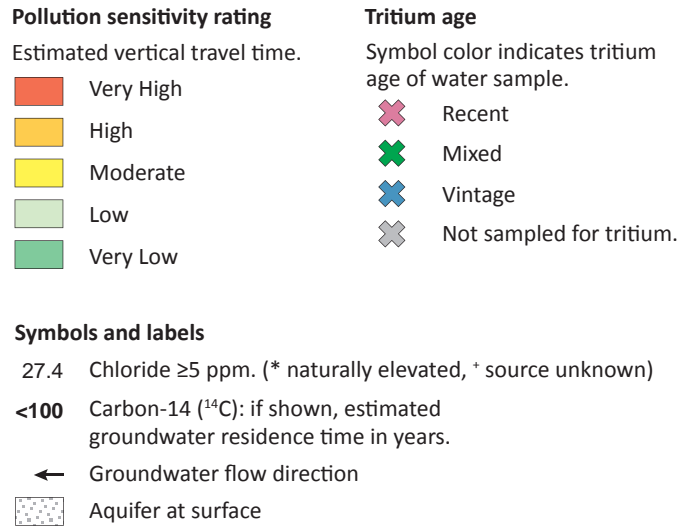 Pollution sensitivity rating
Estimated vertical travel time.
Very High
High
Moderate
Low
Very Low
Tritium age
Symbol color indicates tritium
age of water sample.
Recent
Mixed
Vintage
Not sampled for tritium.
Symbols and labels
27.4 Chloride ≥5 ppm. (* naturally elevated, ⁺ source unknown)
<100 Carbon-14 (¹⁴C): if shown, estimated
groundwater residence time in years.
Groundwater flow direction
Aquifer at surface